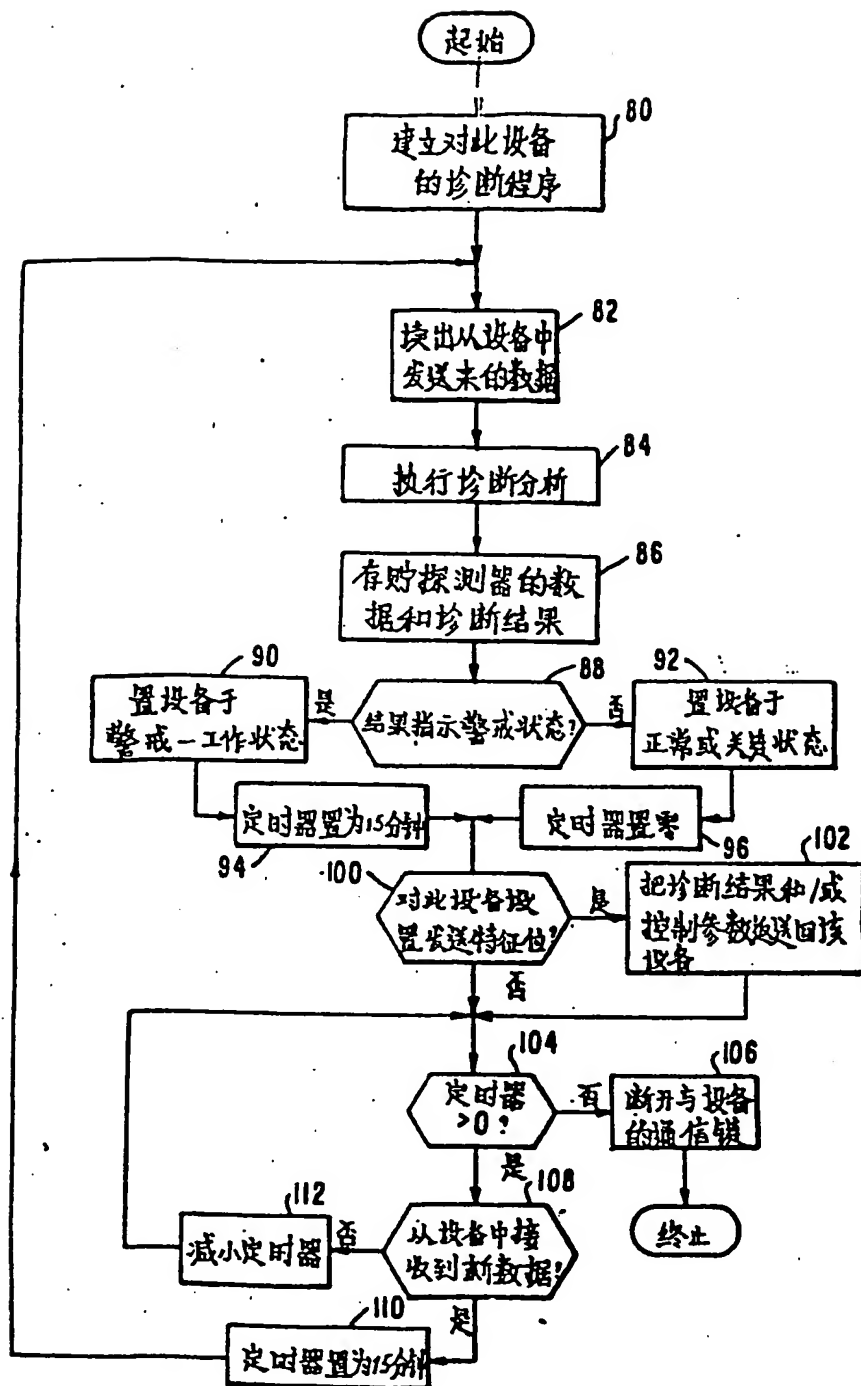 起始
80
建立对此设备
的诊断程序
82
读出从设备中
发送来的数据
84
执行诊断分析
86
存贮探测器的数
据和诊断结果
90
置设备于
警戒—工作状态
是
88
结果指示警戒状态?
否
92
置设备于
正常或关货状态
定时器置为15分钟
94
定时器置零
96
100
对此设备设
置发送特征位?
是
102
把诊断结果和/或
控制参数返送回该
设备
否
104
定时器
>0?
否
106
断开与设备
的通信锁
是
终止
112
减小定时器
否
108
从设备中接
收到新数据?
是
110
定时器置为15分钟